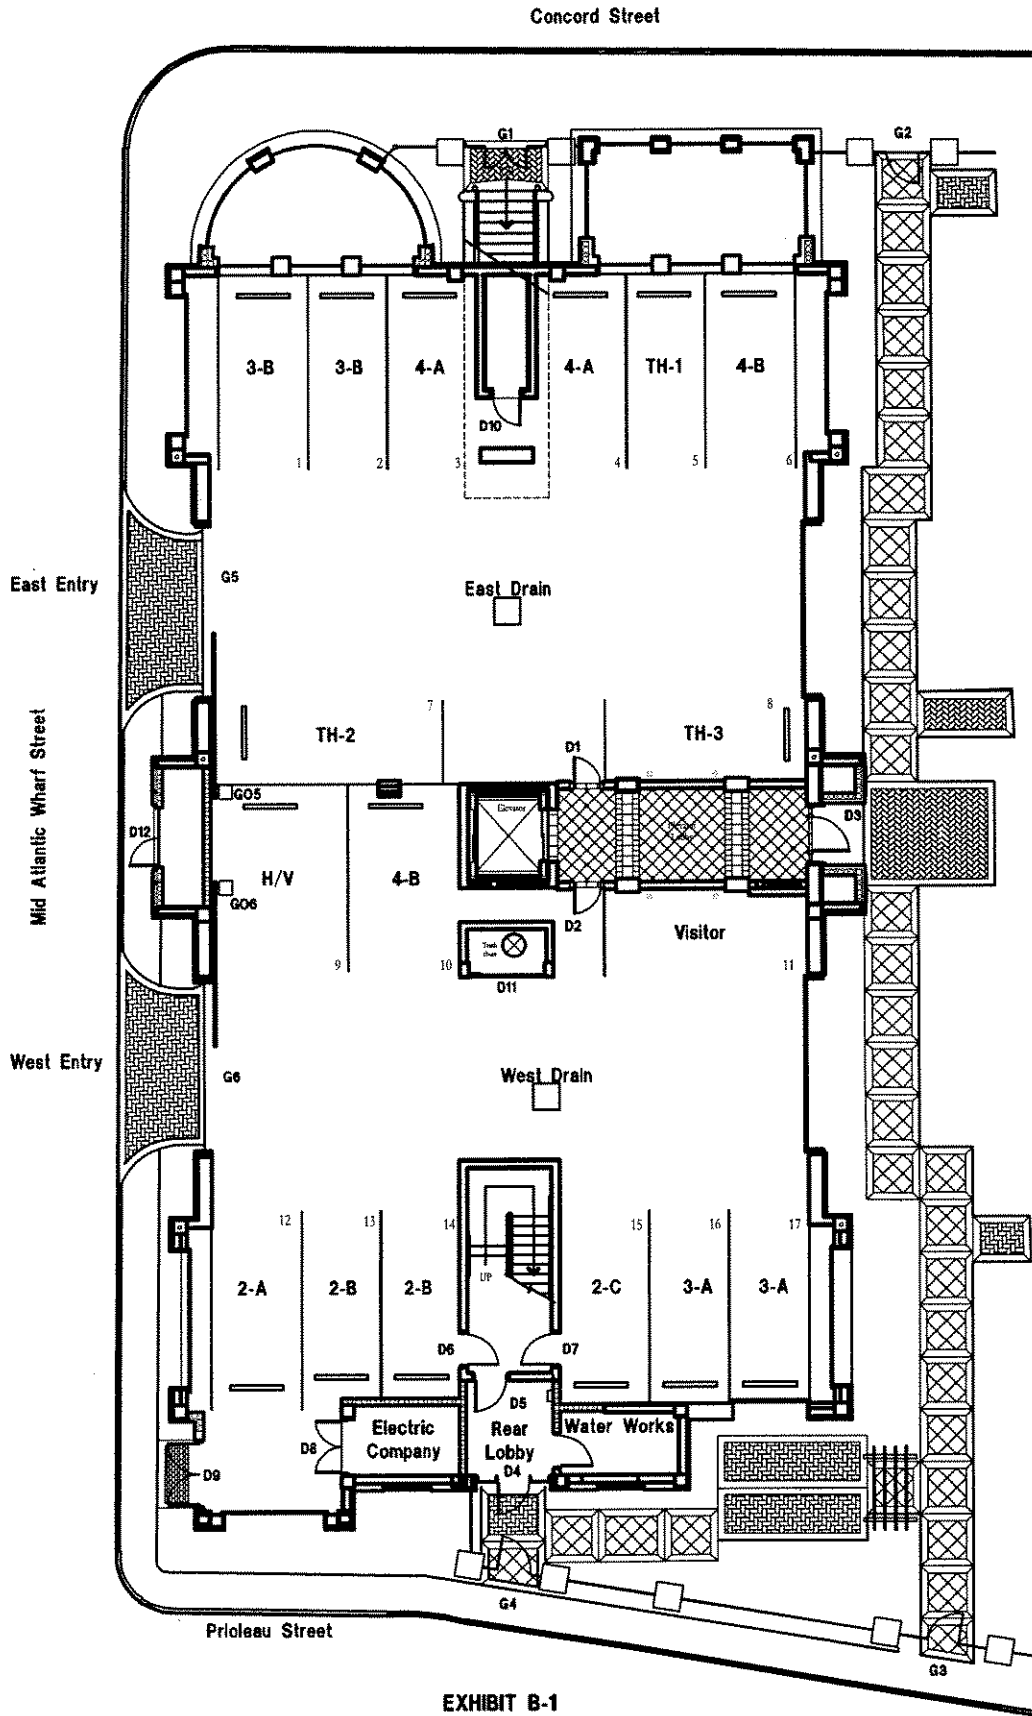 Concord Street
G1
G2
3-B
3-B
4-A
4-A
TH-1
4-B
D10
1
2
3
4
5
6
East Entry
G5
East Drain
Mid Atlantic Wharf Street
TH-2
7
TH-3
8
D1
GO5
Elevator
D12
D3
H/V
4-B
GO6
D2
Visitor
Trash
9
10
D11
11
West Entry
G6
West Drain
12
13
14
15
16
17
UP
2-A
2-B
2-B
2-C
3-A
3-A
D6
D7
D5
Electric
Company
Rear
Lobby
Water Works
D8
D9
D4
G4
Prioleau Street
G3
EXHIBIT B-1